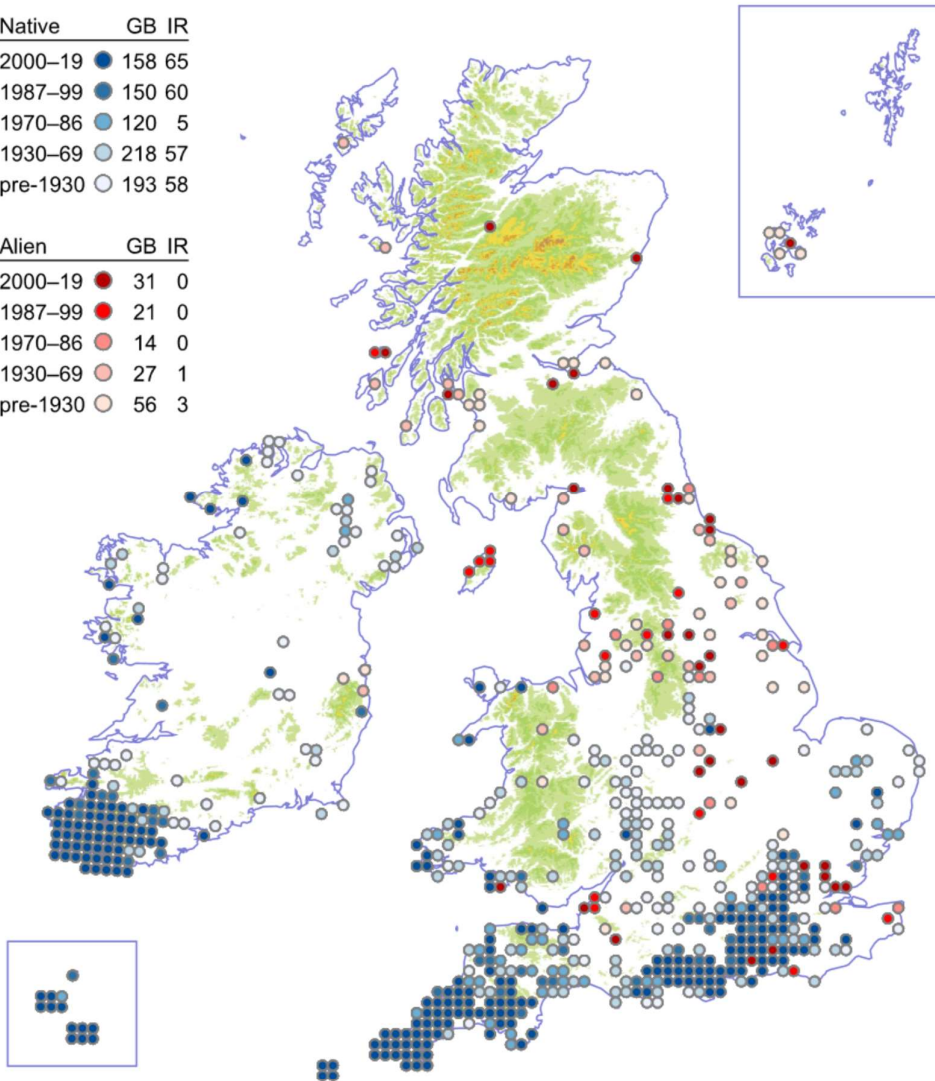 Native GB IR
2000–19 158 65
1987–99 150 60
1970–86 120 5
1930–69 218 57
pre-1930 193 58
Alien GB IR
2000–19 31 0
1987–99 21 0
1970–86 14 0
1930–69 27 1
pre-1930 56 3